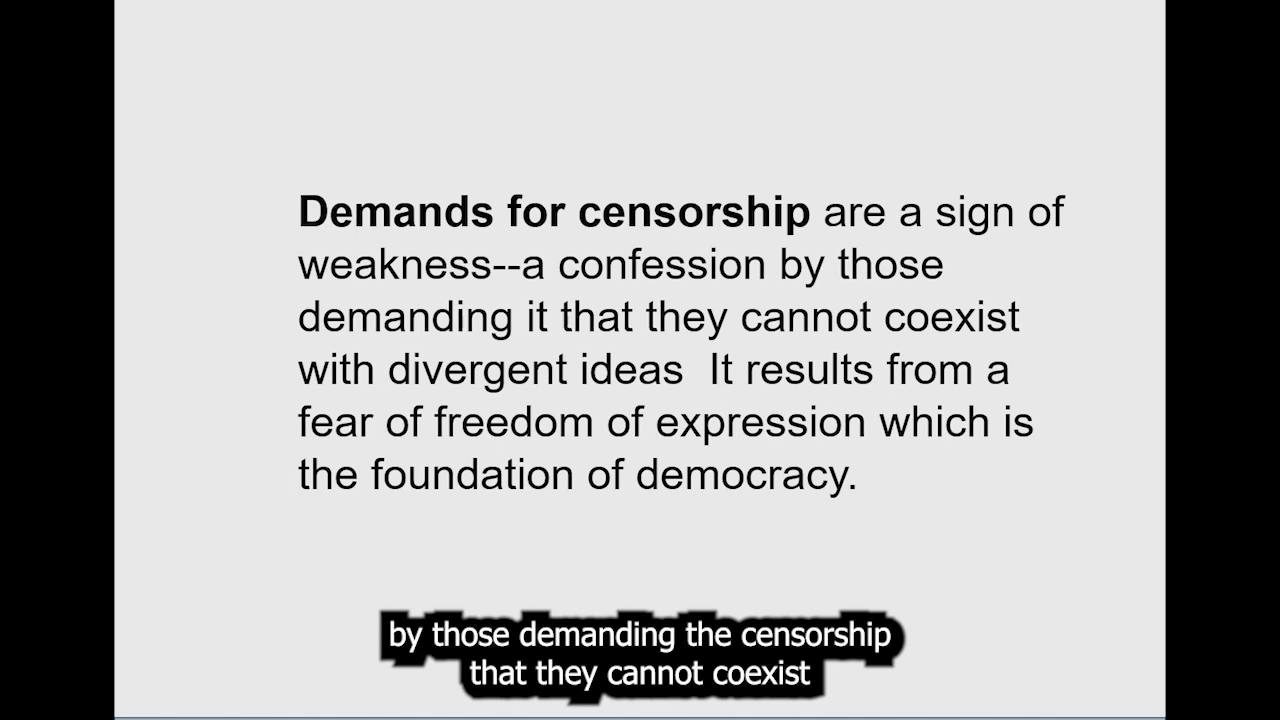 Demands for censorship are a sign of
weakness--a confession by those
demanding it that they cannot coexist
with divergent ideas  It results from a
fear of freedom of expression which is
the foundation of democracy.
by those demanding the censorship
that they cannot coexist